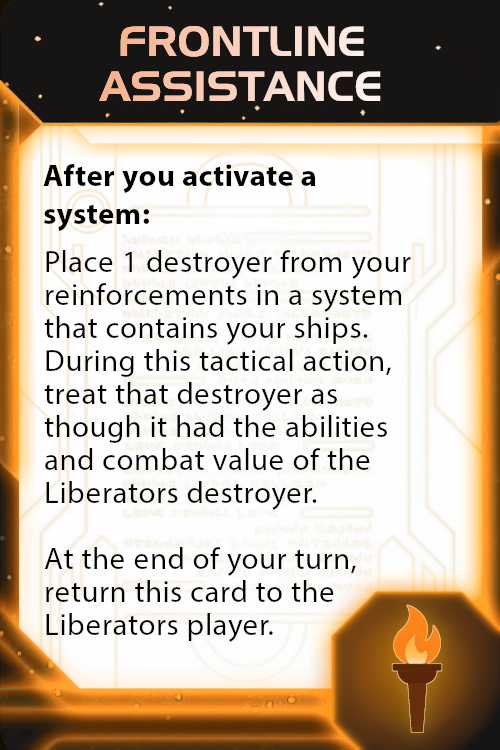 FRONTLINE
ASSISTANCE
After you activate a
system:
Place 1 destroyer from your
reinforcements in a system
that contains your ships.
During this tactical action,
treat that destroyer as
though it had the abilities
and combat value of the
Liberators destroyer.
At the end of your turn,
return this card to the
Liberators player.